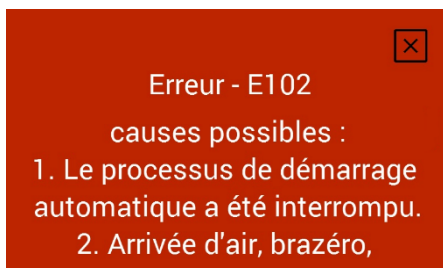 Erreur - E102
causes possibles :
1. Le processus de démarrage
automatique a été interrompu.
2. Arrivée d'air, brazéro,